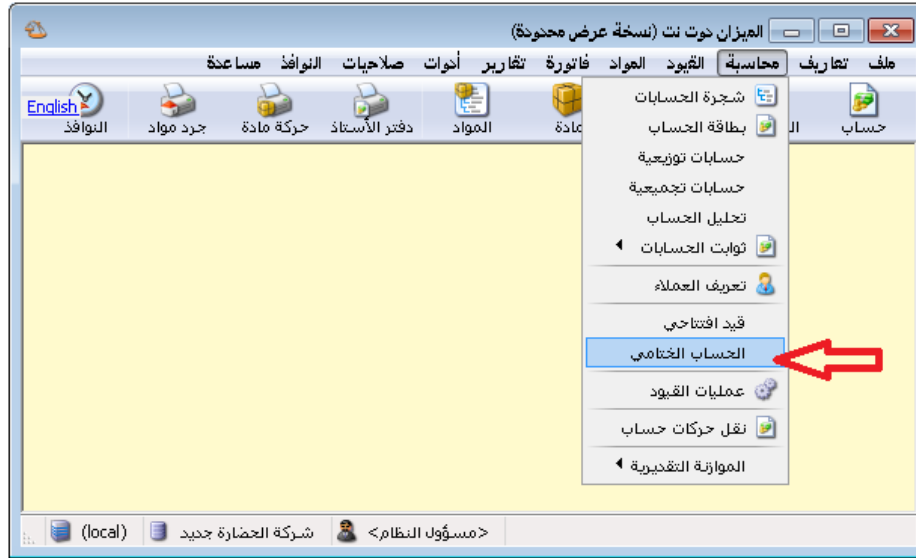 الميزان دوت نت (نسخة عرض محدودة)
ملف تعاريف محاسبة القيود المواد فاتورة تقارير أدوات صلاحيات النوافذ مساعدة
حساب ال مادة المواد دفتر الأستاذ حركة مادة جرد مواد النوافذ English
شجرة الحسابات
بطاقة الحساب
حسابات توزيعية
حسابات تجميعية
تحليل الحساب
ثوابت الحسابات
تعريف العملاء
قيد افتتاحي
الحساب الختامي
عمليات القيود
نقل حركات حساب
الموازنة التقديرية
<مسؤول النظام> شركة الحضارة جديد (local)